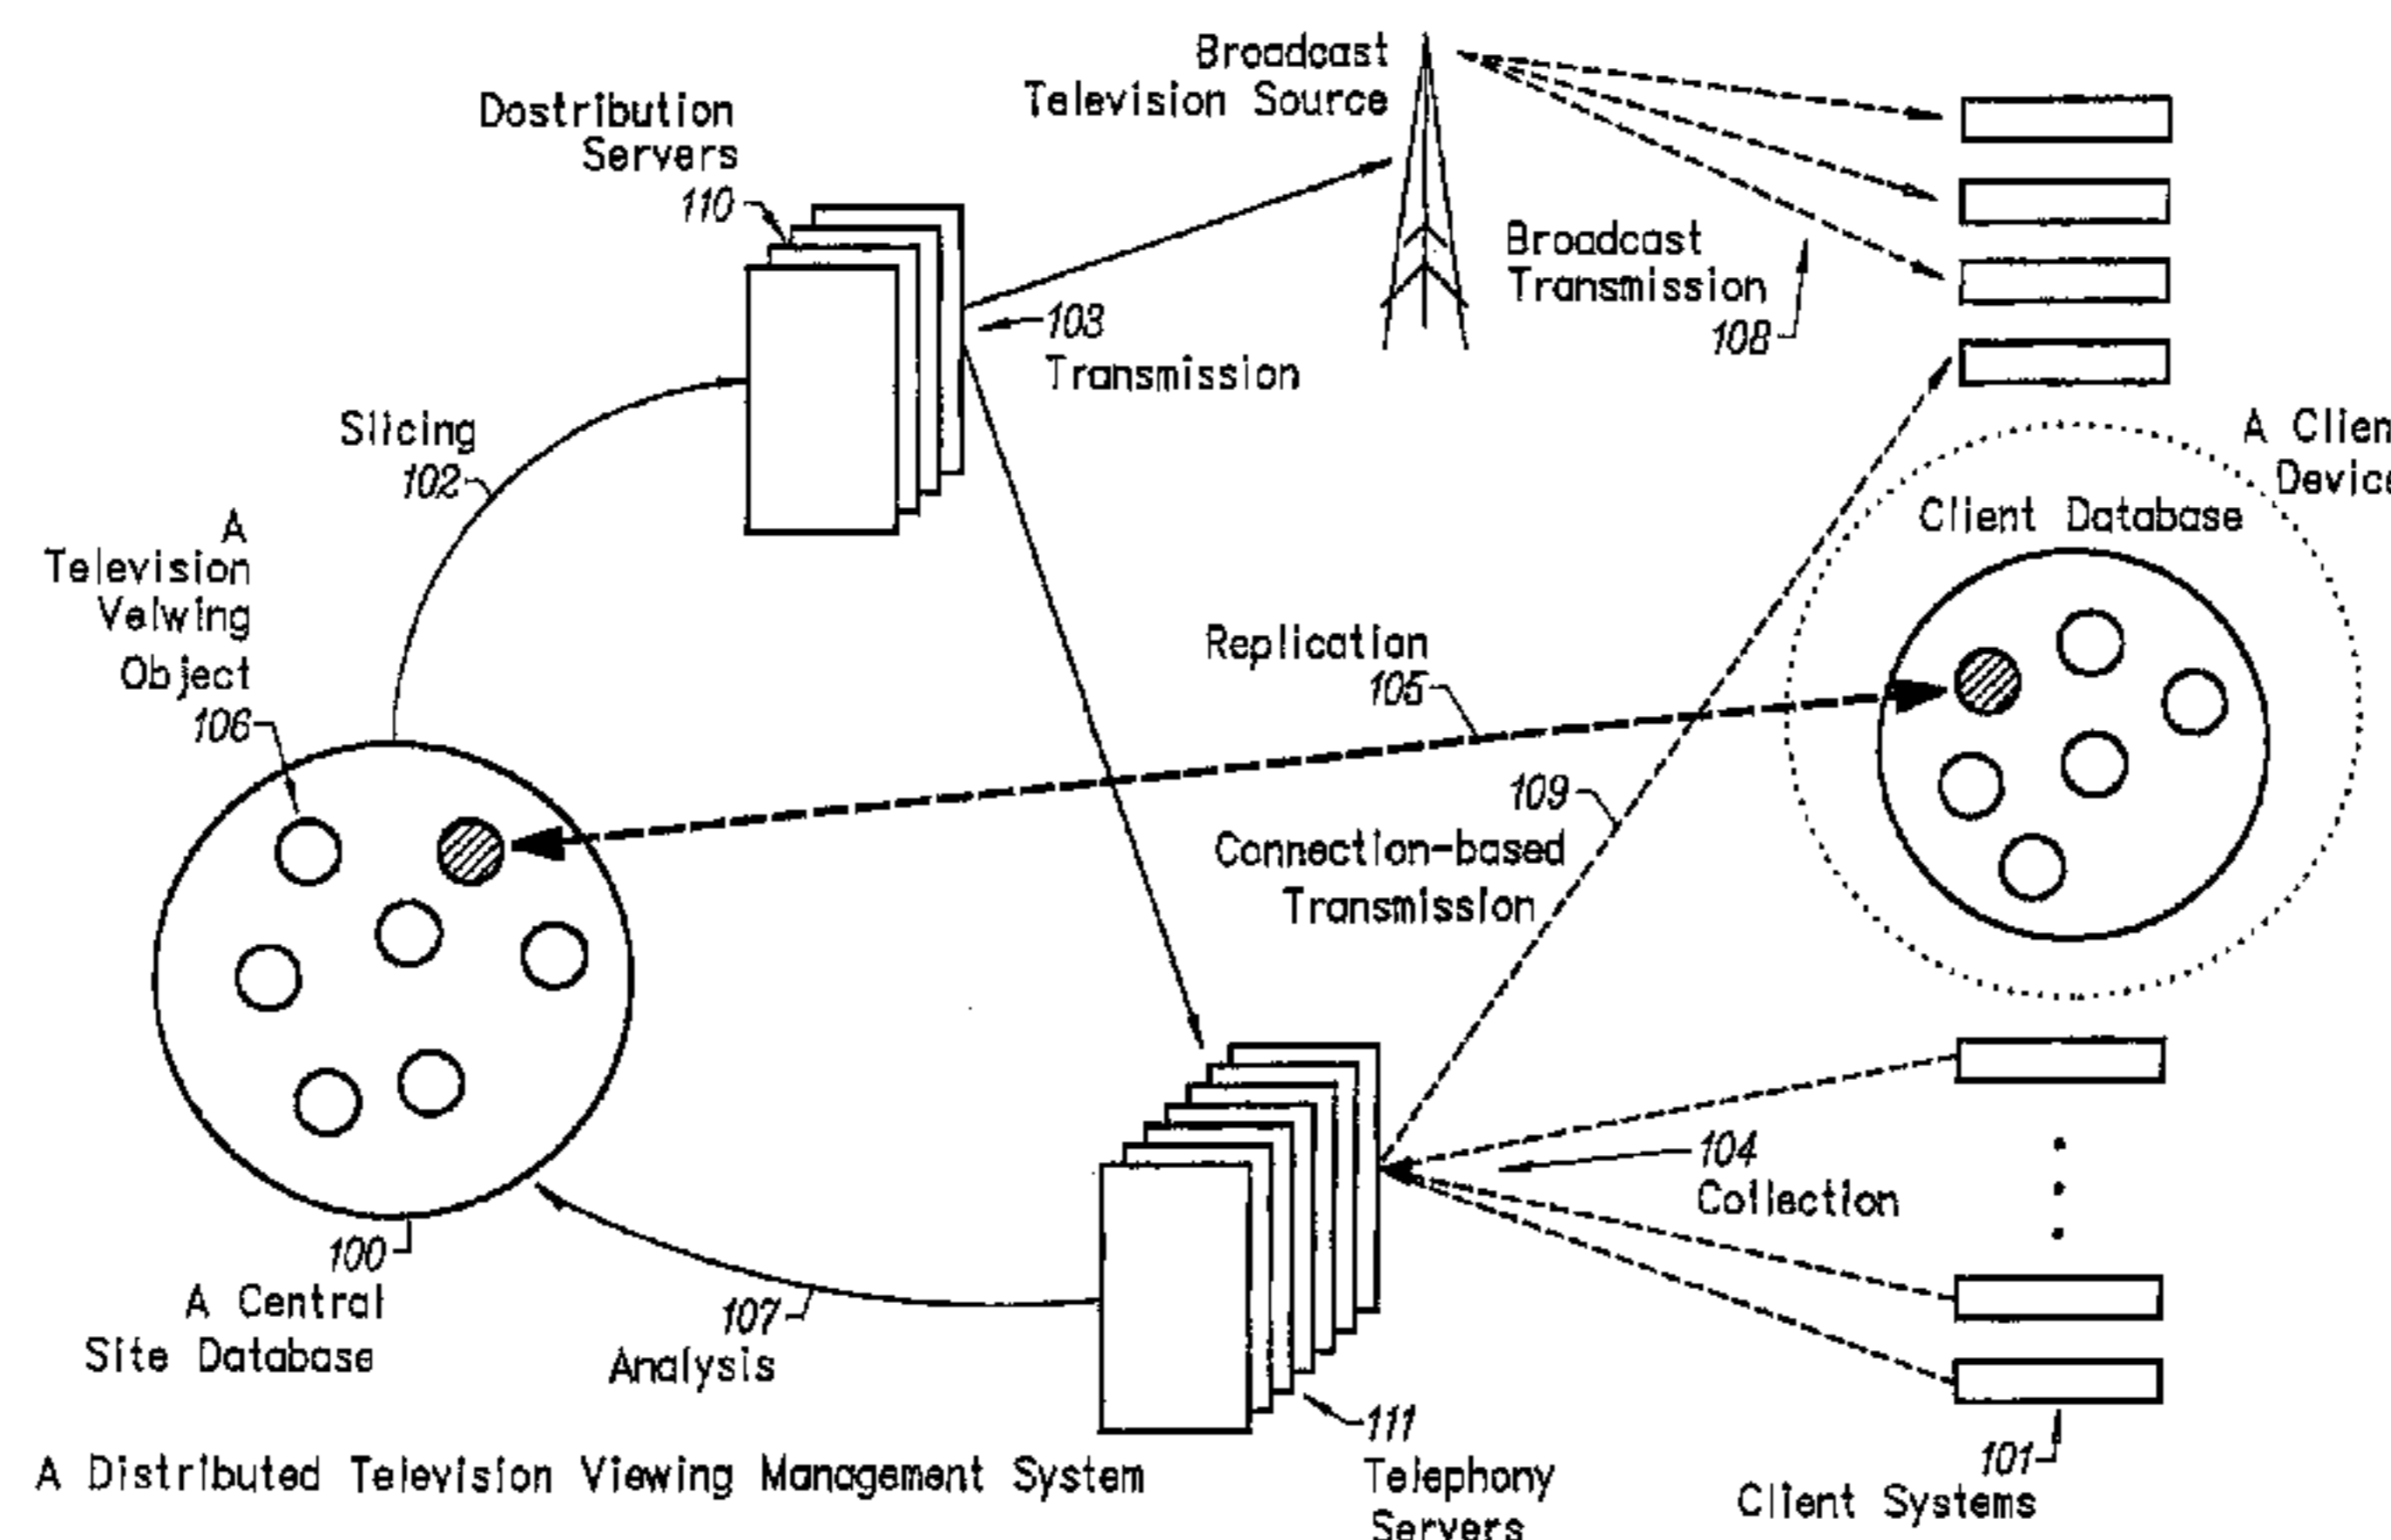 Broadcast
Television Source
Dostribution
Servers
110
103
Transmission
Broadcast
Transmission
108
Slicing
102
A Clien
Device
Client Database
A
Television
Veiwing
Object
106
Replication
105
109
Connection-based
Transmission
104
Collection
100
A Central
Site Database
107
Analysis
111
Telephony
Servers
101
Client Systems
A Distributed Television Viewing Management System